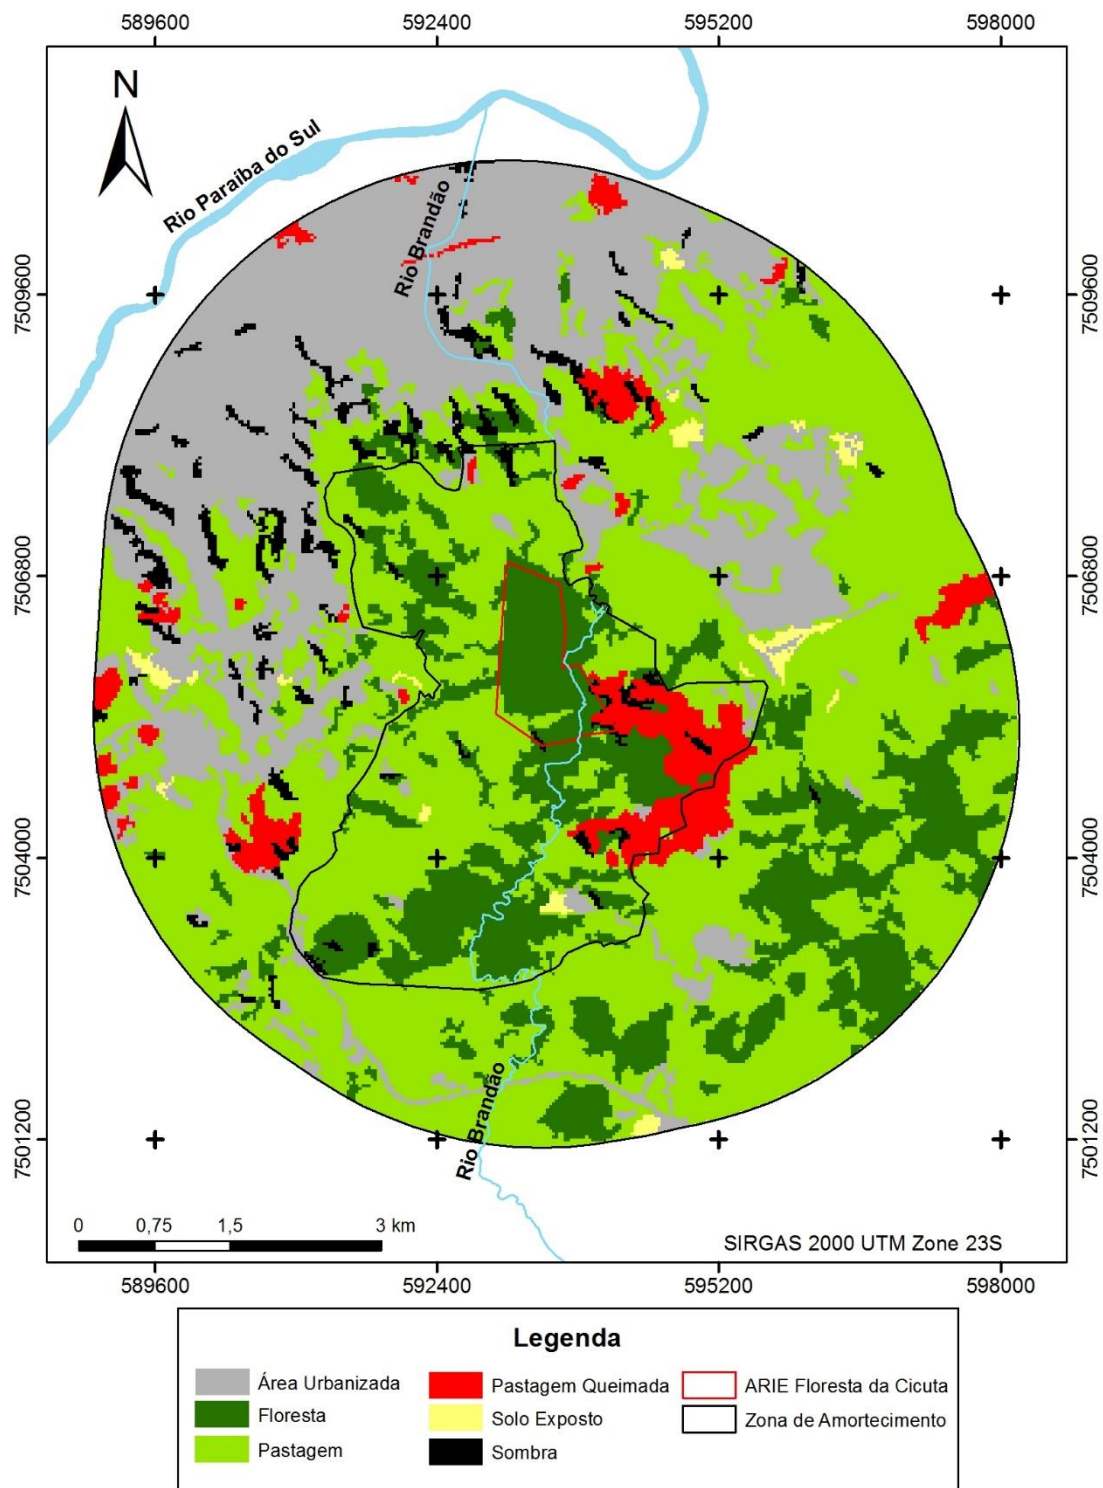 589600 592400 595200 598000
N
Rio Paraíba do Sul
Rio Brandão
7509600 7509600
7506800 7506800
7504000 7504000
Rio Brandão
7501200 7501200
0 0,75 1,5 3 km
SIRGAS 2000 UTM Zone 23S
589600 592400 595200 598000
Legenda
Área Urbanizada Pastagem Queimada ARIE Floresta da Cicuta
Floresta Solo Exposto Zona de Amortecimento
Pastagem Sombra